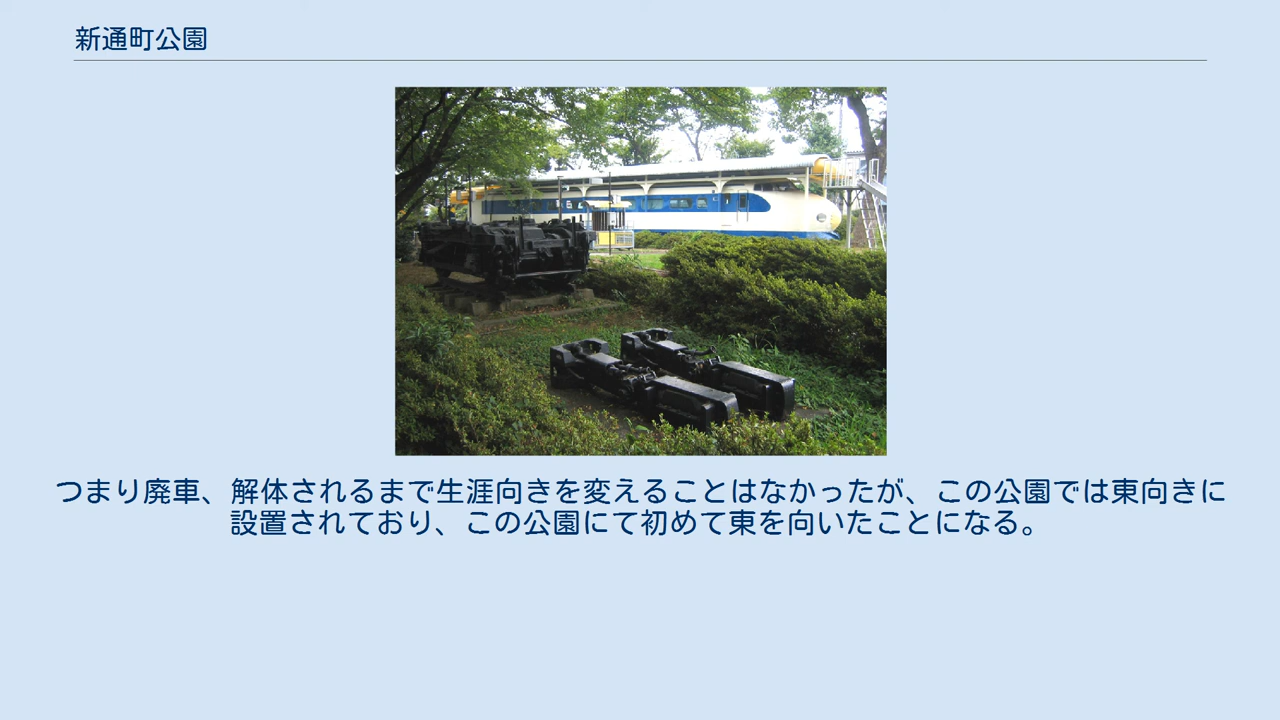 新通町公園
つまり廃車、解体されるまで生涯向きを変えることはなかったが、この公園では東向きに
設置されており、この公園にて初めて東を向いたことになる。